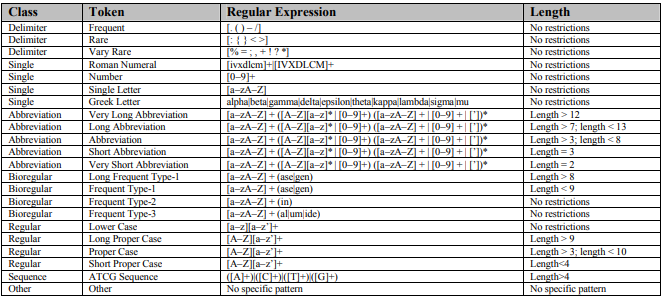 Class Token Regular Expression Length
Delimiter Frequent [. ( ) – /] No restrictions
Delimiter Rare [: { } < >] No restrictions
Delimiter Vary Rare [% = ; , + ! ? *] No restrictions
Single Roman Numeral [ivxdlem]+|[IVXDLCM]+ No restrictions
Single Number [0–9]+ No restrictions
Single Single Letter [a–zA–Z] No restrictions
Single Greek Letter alpha|beta|gamma|delta|epsilon|theta|kappa|lambda|sigma|mu No restrictions
Abbreviation Very Long Abbreviation [a–zA–Z] + ([A–Z][a–z]* | [0–9]+) ([a–zA–Z] + | [0–9] + | ['])* Length > 12
Abbreviation Long Abbreviation [a–zA–Z] + ([A–Z][a–z]* | [0–9]+) ([a–zA–Z] + | [0–9] + | ['])* Length > 7; length < 13
Abbreviation Abbreviation [a–zA–Z] + ([A–Z][a–z]* | [0–9]+) ([a–zA–Z] + | [0–9] + | ['])* Length > 3; length < 8
Abbreviation Short Abbreviation [a–zA–Z] + ([A–Z][a–z]* | [0–9]+) ([a–zA–Z] + | [0–9] + | ['])* Length = 3
Abbreviation Very Short Abbreviation [a–zA–Z] + ([A–Z][a–z]* | [0–9]+) ([a–zA–Z] + | [0–9] + | ['])* Length = 2
Bioregular Long Frequent Type-1 [a–zA–Z] + (ase|gen) Length > 8
Bioregular Frequent Type-1 [a–zA–Z] + (ase|gen) Length < 9
Bioregular Frequent Type-2 [a–zA–Z] + (in) No restrictions
Bioregular Frequent Type-3 [a–zA–Z] + (al|um|ide) No restrictions
Regular Lower Case [a–z][a–z']+ No restrictions
Regular Long Proper Case [A–Z][a–z']+ Length > 9
Regular Proper Case [A–Z][a–z']+ Length > 3; length < 10
Regular Short Proper Case [A–Z][a–z']+ Length<4
Sequence ATCG Sequence ([A]+)|([C]+)|([T]+)|([G]+) Length>4
Other Other No specific pattern No specific pattern